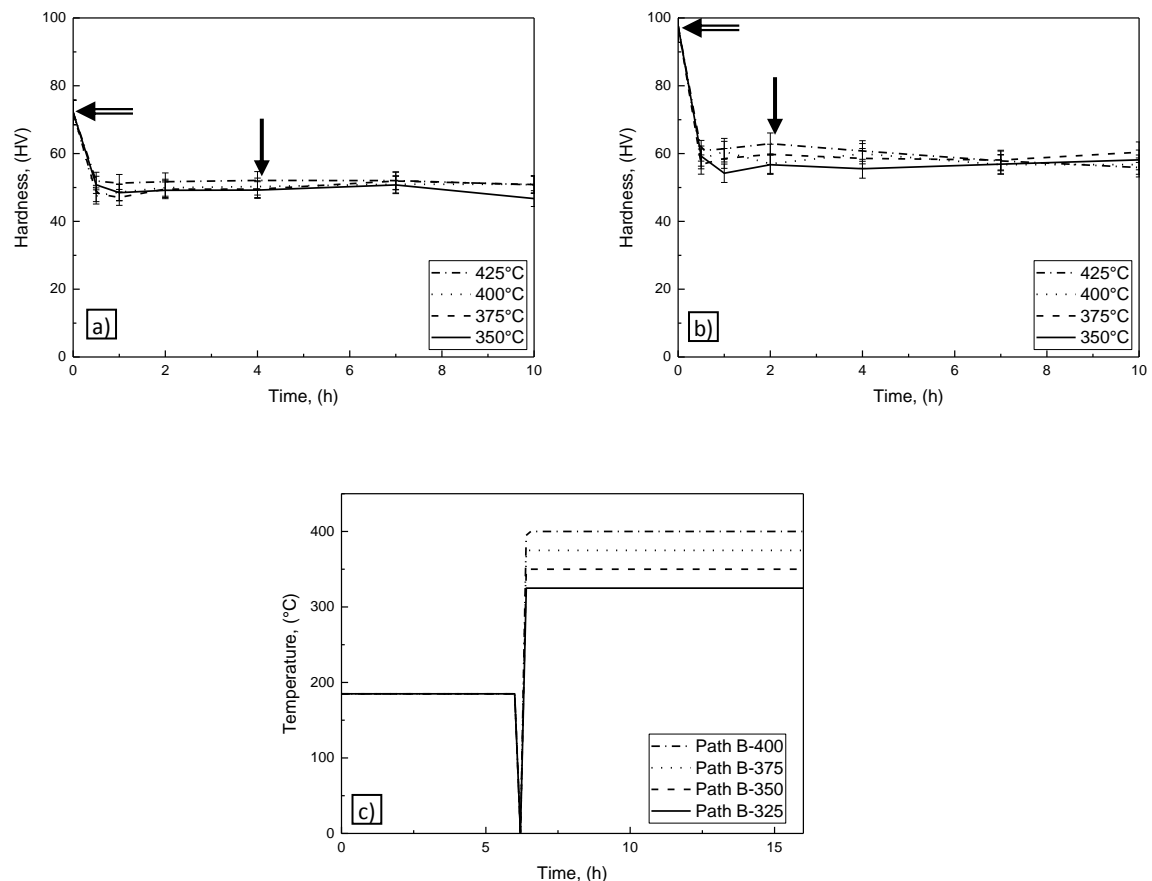 100
80
60
40
20
0
Hardness, (HV)
0 2 4 6 8 10
Time, (h)
a)
425°C
400°C
375°C
350°C
100
80
60
40
20
0
Hardness, (HV)
0 2 4 6 8 10
Time, (h)
b)
425°C
400°C
375°C
350°C
400
300
200
100
0
Temperature, (°C)
0 5 10 15
Time, (h)
c)
Path B-400
Path B-375
Path B-350
Path B-325